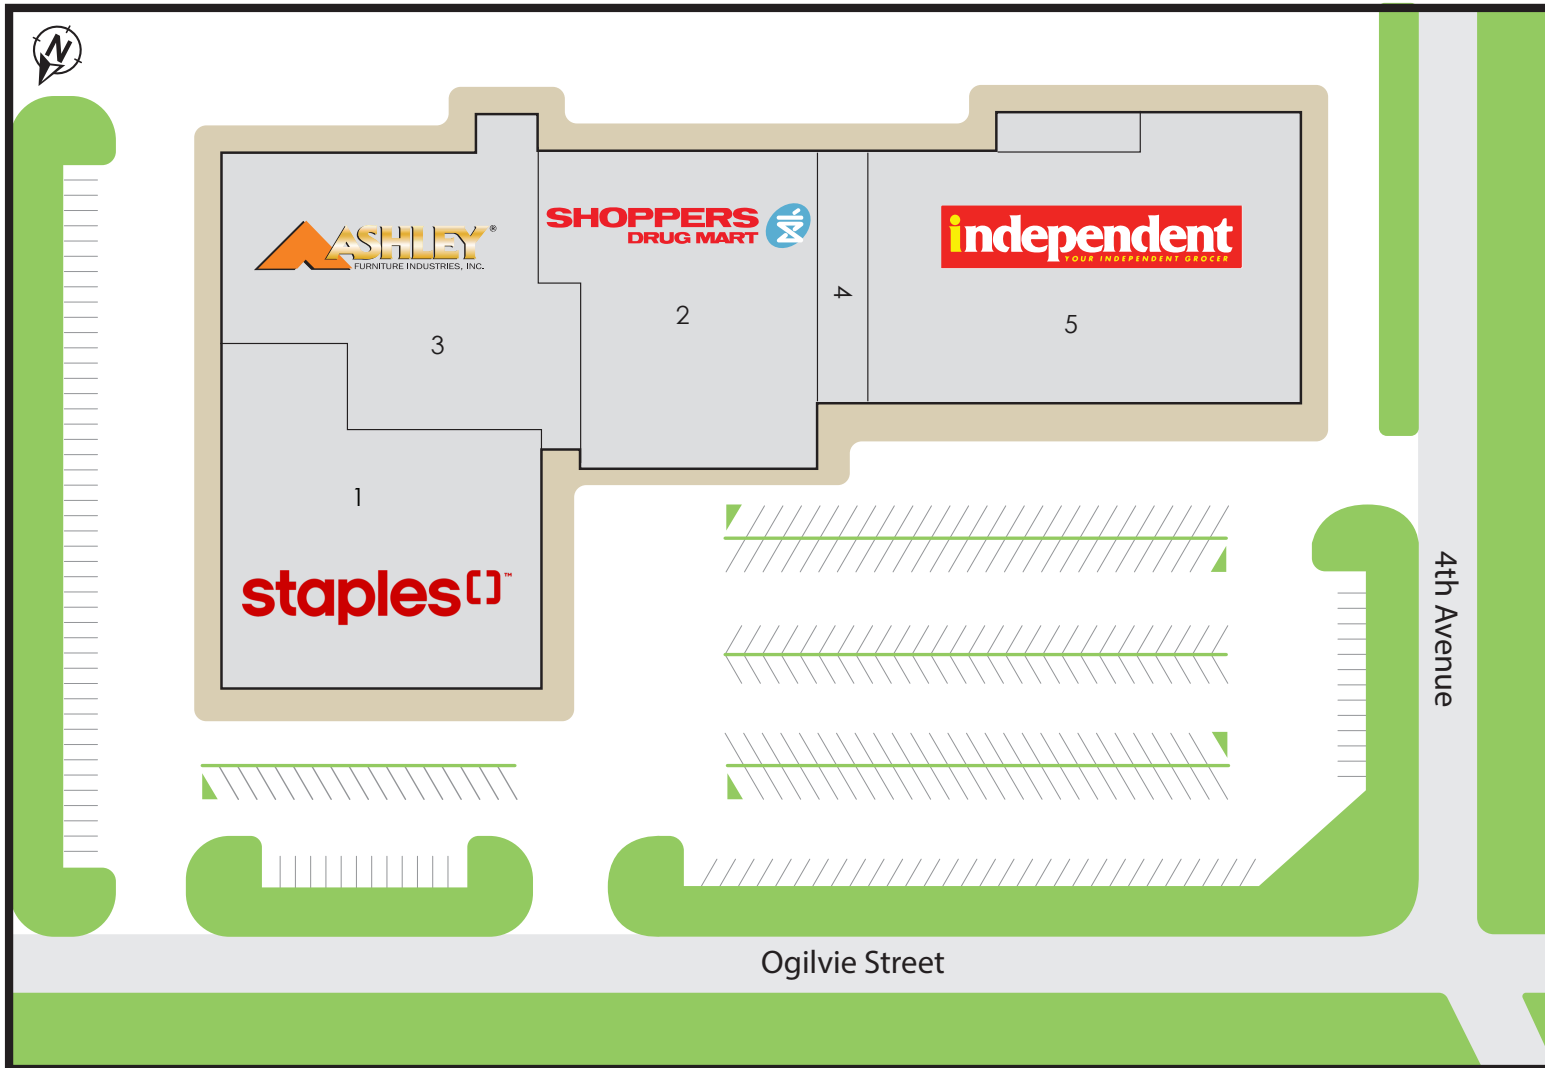 N
ASHLEY®
FURNITURE INDUSTRIES, INC.
SHOPPERS
DRUG MART
independent
YOUR INDEPENDENT GROCER
4
2
5
3
1
staples™
4th Avenue
Ogilvie Street